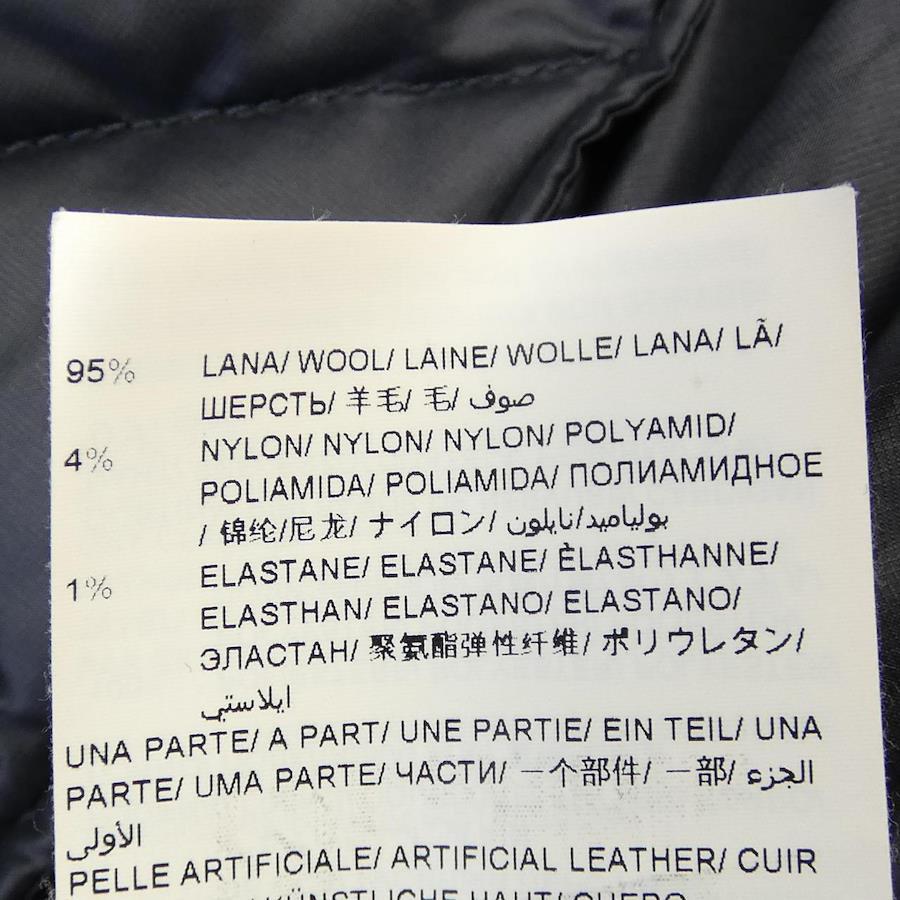 95% LANA/ WOOL/ LAINE/ WOLLE/ LANA/ LÃ/
ШЕРСТЬ/ 羊毛/ 毛/ صوف
4% NYLON/ NYLON/ NYLON/ POLYAMID/
POLIAMIDA/ POLIAMIDA/ ПОЛИАМИДНОЕ
/ 锦纶/尼龙/ ナイロン/ بولياميد/نايلون
1% ELASTANE/ ELASTANE/ ÈLASTHANNE/
ELASTHAN/ ELASTANO/ ELASTANO/
ЭЛАСТАН/ 聚氨酯弹性纤维/ ポリウレタン/
ايلاستي
UNA PARTE/ A PART/ UNE PARTIE/ EIN TEIL/ UNA
PARTE/ UMA PARTE/ ЧАСТИ/ 一个部件/ 一部/ الجزء
الأولى
PELLE ARTIFICIALE/ ARTIFICIAL LEATHER/ CUIR
KÜNSTLICHE HAUT/ CUERO